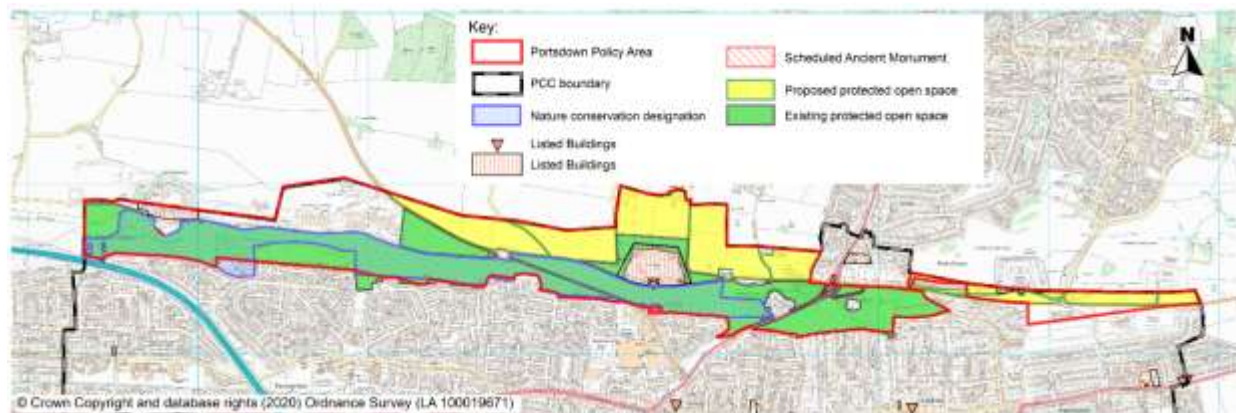 Key:
Portsdown Policy Area
PCC boundary
Nature conservation designation
Listed Buildings
Listed Buildings
Scheduled Ancient Monument
Proposed protected open space
Existing protected open space
N
© Crown Copyright and database rights (2020) Ordnance Survey (LA 100019671)